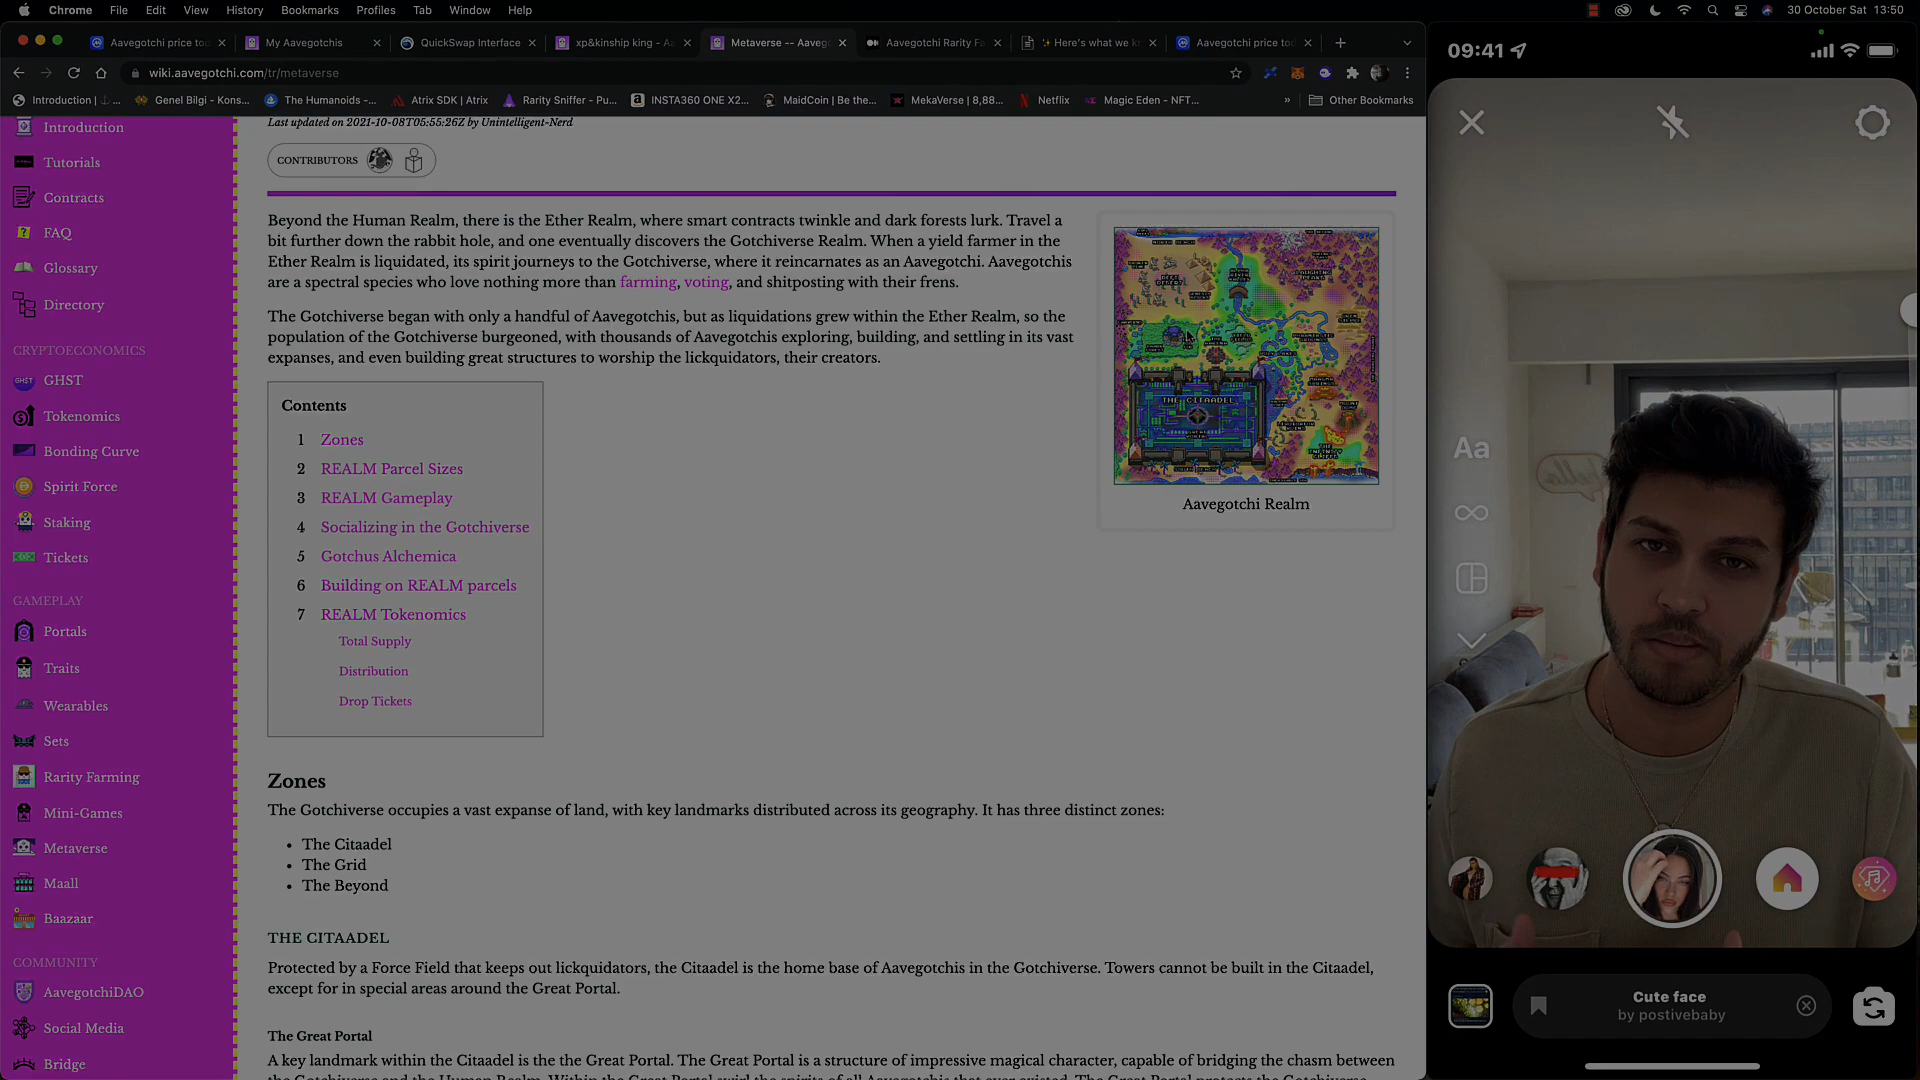 Chrome File Edit View History Bookmarks Profiles Tab Window Help
30 October Sat 13:50
Aavegotchi price to
My Aavegotchis
QuickSwap Interface
xp&kinship king - Aa
Metaverse -- Aaveg
Aavegotchi Rarity Fa
Here's what we k
Aavegotchi price to
wiki.aavegotchi.com/tr/metaverse
Introduction | ...
Genel Bilgi - Kons...
The Humanoids -...
Atrix SDK | Atrix
Rarity Sniffer - Pu...
INSTA360 ONE X2...
MaidCoin | Be the...
MekaVerse | 8,88...
Netflix
Magic Eden - NFT...
» Other Bookmarks
Introduction
Tutorials
Contracts
FAQ
Glossary
Directory
CRYPTOECONOMICS
GHST
Tokenomics
Bonding Curve
Spirit Force
Staking
Tickets
GAMEPLAY
Portals
Traits
Wearables
Sets
Rarity Farming
Mini-Games
Metaverse
Maall
Baazaar
COMMUNITY
AavegotchiDAO
Social Media
Bridge
Last updated on 2021-10-08T05:55:26Z by Unintelligent-Nerd
CONTRIBUTORS
Beyond the Human Realm, there is the Ether Realm, where smart contracts twinkle and dark forests lurk. Travel a
bit further down the rabbit hole, and one eventually discovers the Gotchiverse Realm. When a yield farmer in the
Ether Realm is liquidated, its spirit journeys to the Gotchiverse, where it reincarnates as an Aavegotchi. Aavegotchis
are a spectral species who love nothing more than farming, voting, and shitposting with their frens.
The Gotchiverse began with only a handful of Aavegotchis, but as liquidations grew within the Ether Realm, so the
population of the Gotchiverse burgeoned, with thousands of Aavegotchis exploring, building, and settling in its vast
expanses, and even building great structures to worship the lickquidators, their creators.
THE CITAADEL
Aavegotchi Realm
Contents
1 Zones
2 REALM Parcel Sizes
3 REALM Gameplay
4 Socializing in the Gotchiverse
5 Gotchus Alchemica
6 Building on REALM parcels
7 REALM Tokenomics
Total Supply
Distribution
Drop Tickets
Zones
The Gotchiverse occupies a vast expanse of land, with key landmarks distributed across its geography. It has three distinct zones:
• The Citaadel
• The Grid
• The Beyond
THE CITAADEL
Protected by a Force Field that keeps out lickquidators, the Citaadel is the home base of Aavegotchis in the Gotchiverse. Towers cannot be built in the Citaadel,
except for in special areas around the Great Portal.
The Great Portal
A key landmark within the Citaadel is the the Great Portal. The Great Portal is a structure of impressive magical character, capable of bridging the chasm between
09:41
Aa
hello
Cute face
by postivebaby